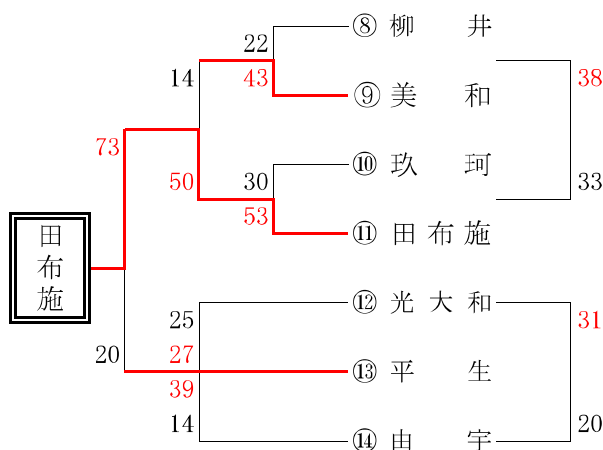 ⑧ 柳 井
22
43
14
⑨ 美 和
38
73
⑩ 玖 珂
50
30
33
53
⑪ 田 布 施
田布施
⑫ 光 大 和
25
31
20
27
⑬ 平 生
39
14
20
⑭ 由 宇